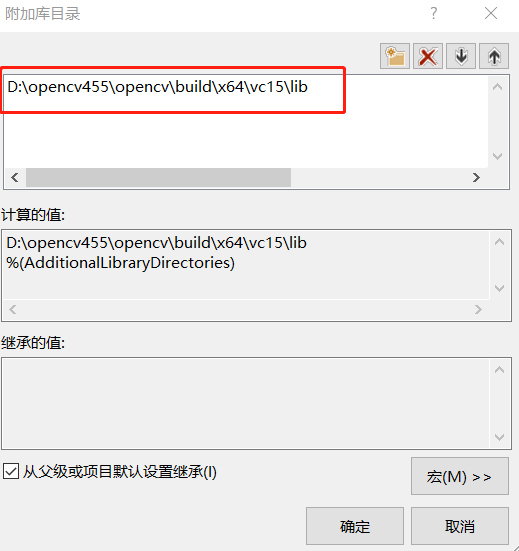 附加库目录
D:\opencv455\opencv\build\x64\vc15\lib
计算的值:
D:\opencv455\opencv\build\x64\vc15\lib
%(AdditionalLibraryDirectories)
继承的值:
从父级或项目默认设置继承(I)
宏(M) >>
确定
取消